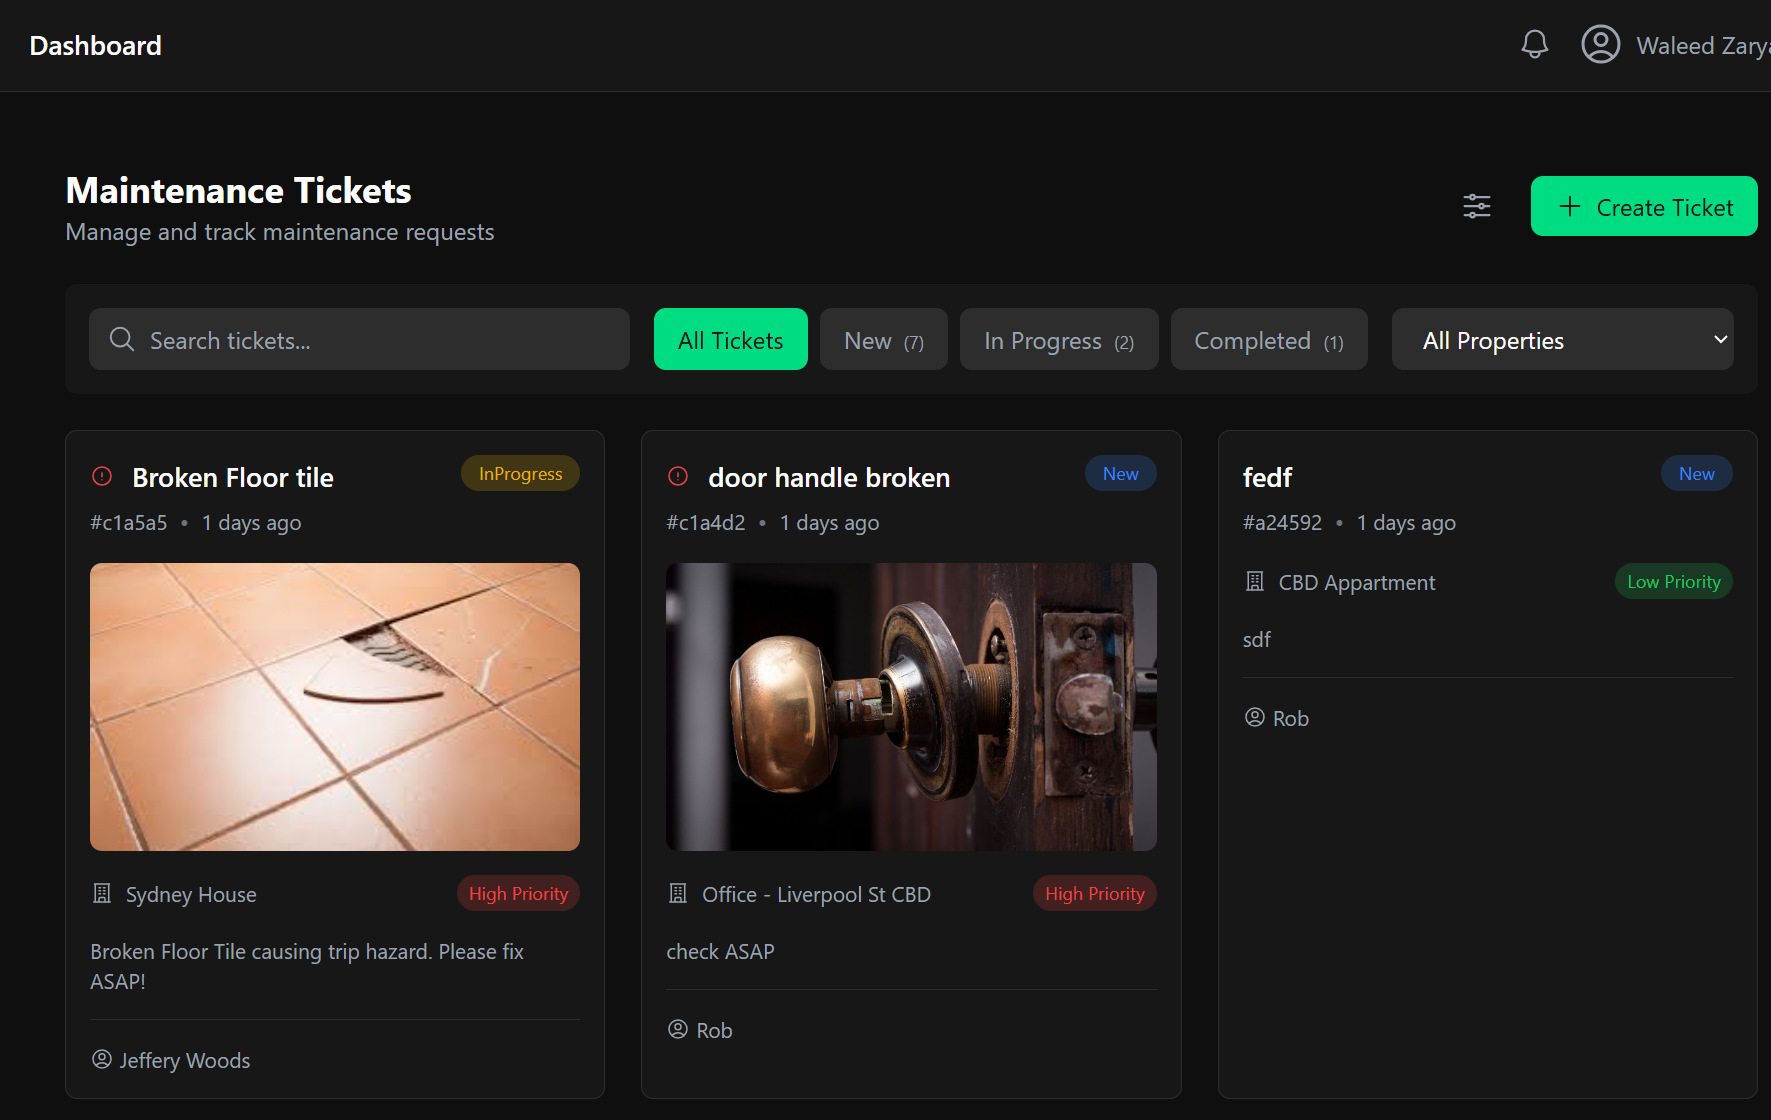 Dashboard
Waleed Zarya
Maintenance Tickets
Manage and track maintenance requests
Create Ticket
Search tickets...
All Tickets
New (7)
In Progress (2)
Completed (1)
All Properties
Broken Floor tile
InProgress
#c1a5a5 • 1 days ago
Sydney House
High Priority
Broken Floor Tile causing trip hazard. Please fix
ASAP!
Jeffery Woods
door handle broken
New
#c1a4d2 • 1 days ago
Office - Liverpool St CBD
High Priority
check ASAP
Rob
fedf
New
#a24592 • 1 days ago
CBD Appartment
Low Priority
sdf
Rob